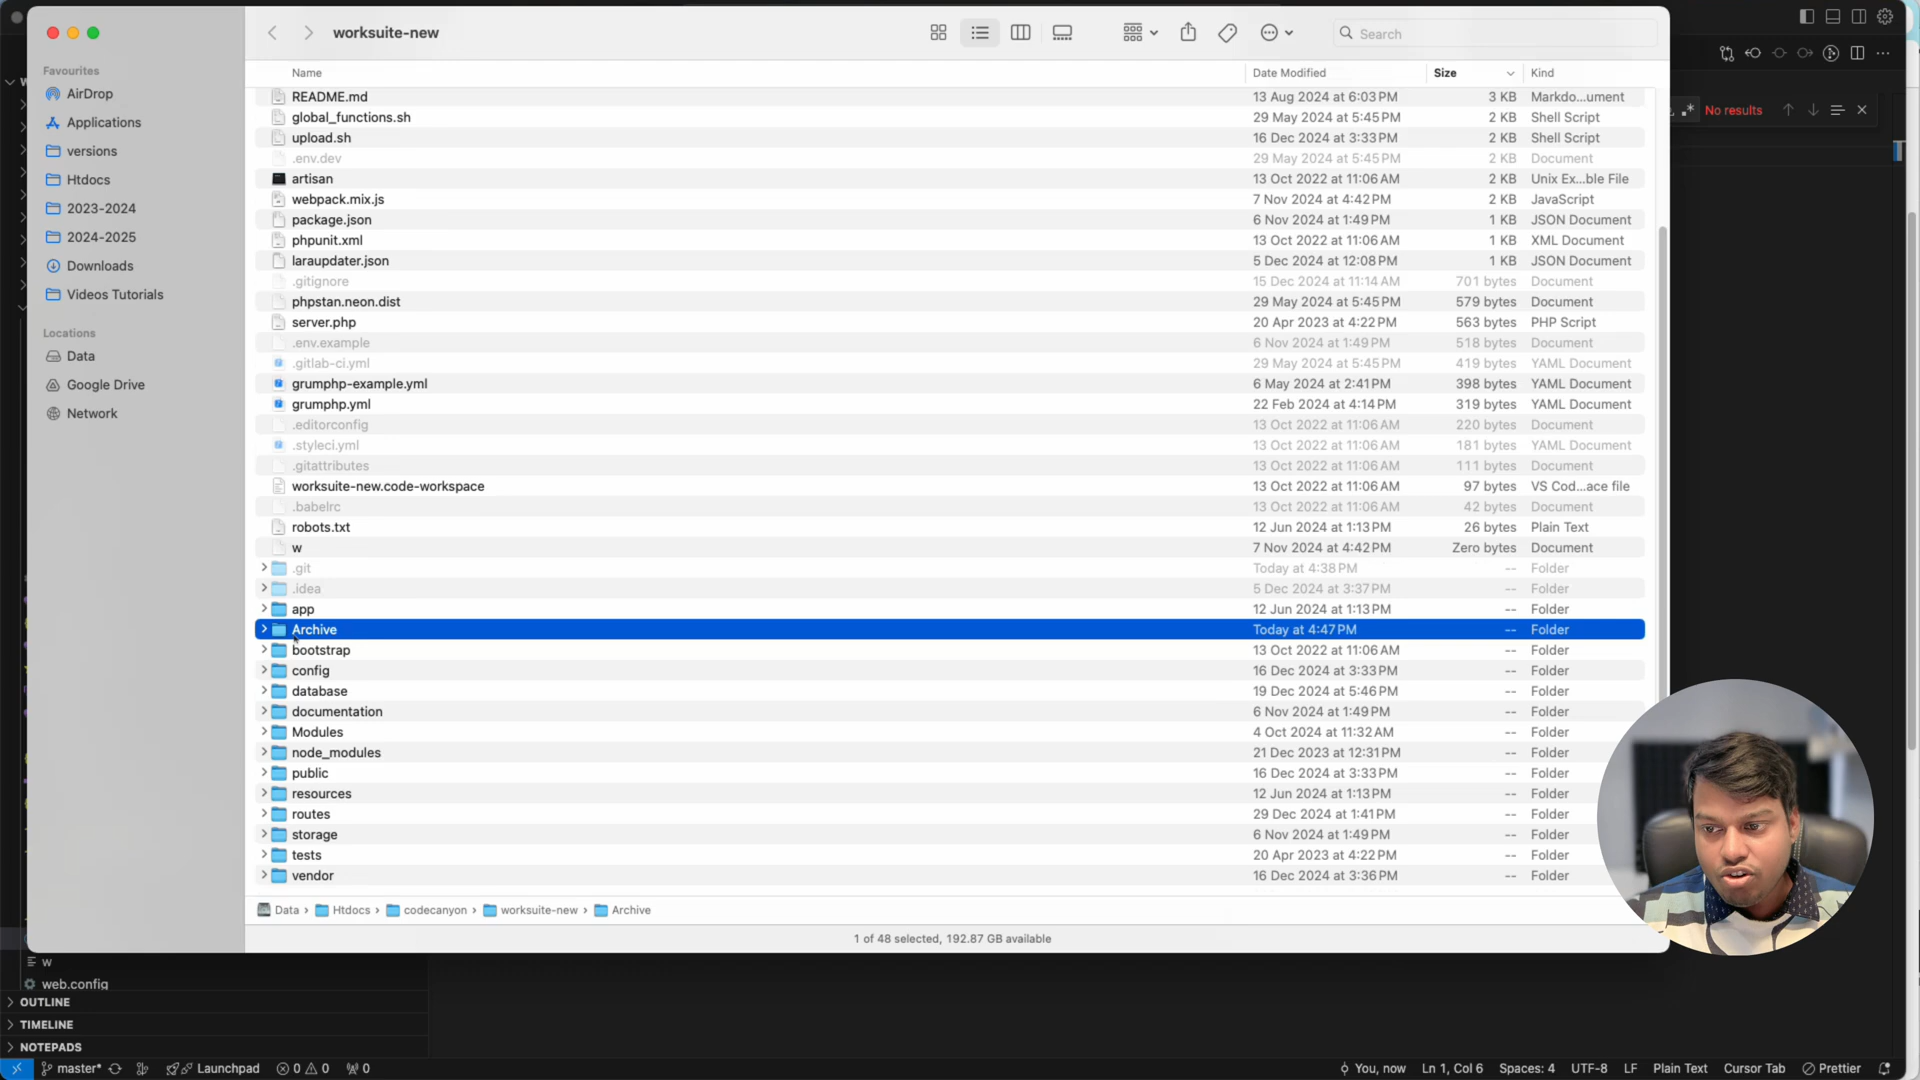 worksuite-new
Search
Favourites
AirDrop
Applications
versions
Htdocs
2023-2024
2024-2025
Downloads
Videos Tutorials
Locations
Data
Google Drive
Network
Name Date Modified Size Kind
README.md 13 Aug 2024 at 6:03 PM 3 KB Markdo...ument
global_functions.sh 29 May 2024 at 5:45 PM 2 KB Shell Script
upload.sh 16 Dec 2024 at 3:33 PM 2 KB Shell Script
.env.dev 29 May 2024 at 5:45 PM 2 KB Document
artisan 13 Oct 2022 at 11:06 AM 2 KB Unix Ex...ble File
webpack.mix.js 7 Nov 2024 at 4:42 PM 2 KB JavaScript
package.json 6 Nov 2024 at 1:49 PM 1 KB JSON Document
phpunit.xml 13 Oct 2022 at 11:06 AM 1 KB XML Document
laraupdater.json 5 Dec 2024 at 12:08 PM 1 KB JSON Document
.gitignore 15 Dec 2024 at 11:14 AM 701 bytes Document
phpstan.neon.dist 29 May 2024 at 5:45 PM 579 bytes Document
server.php 20 Apr 2023 at 4:22 PM 563 bytes PHP Script
.env.example 6 Nov 2024 at 1:49 PM 518 bytes Document
.gitlab-ci.yml 29 May 2024 at 5:45 PM 419 bytes YAML Document
grumphp-example.yml 6 May 2024 at 2:41 PM 398 bytes YAML Document
grumphp.yml 22 Feb 2024 at 4:14 PM 319 bytes YAML Document
.editorconfig 13 Oct 2022 at 11:06 AM 220 bytes Document
.styleci.yml 13 Oct 2022 at 11:06 AM 181 bytes YAML Document
.gitattributes 13 Oct 2022 at 11:06 AM 111 bytes Document
worksuite-new.code-workspace 13 Oct 2022 at 11:06 AM 97 bytes VS Cod...ace file
.babelrc 13 Oct 2022 at 11:06 AM 42 bytes Document
robots.txt 12 Jun 2024 at 1:13 PM 26 bytes Plain Text
w 7 Nov 2024 at 4:42 PM Zero bytes Document
.git Today at 4:38 PM -- Folder
.idea 5 Dec 2024 at 3:37 PM -- Folder
app 12 Jun 2024 at 1:13 PM -- Folder
Archive Today at 4:47 PM -- Folder
bootstrap 13 Oct 2022 at 11:06 AM -- Folder
config 16 Dec 2024 at 3:33 PM -- Folder
database 19 Dec 2024 at 5:46 PM -- Folder
documentation 6 Nov 2024 at 1:49 PM -- Folder
Modules 4 Oct 2024 at 11:32 AM -- Folder
node_modules 21 Dec 2023 at 12:31 PM -- Folder
public 16 Dec 2024 at 3:33 PM -- Folder
resources 12 Jun 2024 at 1:13 PM -- Folder
routes 29 Dec 2024 at 1:41 PM -- Folder
storage 6 Nov 2024 at 1:49 PM -- Folder
tests 20 Apr 2023 at 4:22 PM -- Folder
vendor 16 Dec 2024 at 3:36 PM -- Folder
Data › Htdocs › codecanyon › worksuite-new › Archive
1 of 48 selected, 192.87 GB available
No results
w
web.config
OUTLINE
TIMELINE
NOTEPADS
master* Launchpad 0 0 0 You, now Ln 1, Col 6 Spaces: 4 UTF-8 LF Plain Text Cursor Tab Prettier